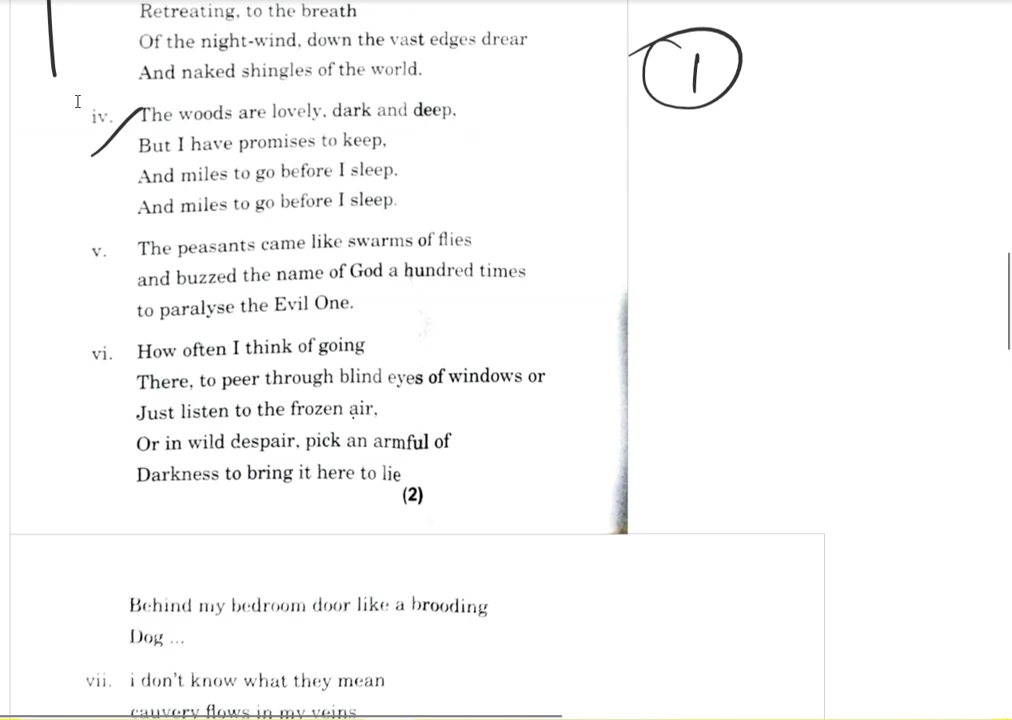 Retreating, to the breath
Of the night-wind, down the vast edges drear
And naked shingles of the world.
1
iv. The woods are lovely, dark and deep,
But I have promises to keep,
And miles to go before I sleep.
And miles to go before I sleep.
v. The peasants came like swarms of flies
and buzzed the name of God a hundred times
to paralyse the Evil One.
vi. How often I think of going
There, to peer through blind eyes of windows or
Just listen to the frozen air,
Or in wild despair, pick an armful of
Darkness to bring it here to lie
(2)
Behind my bedroom door like a brooding
Dog ...
vii. i don't know what they mean
cauvery flows in my veins